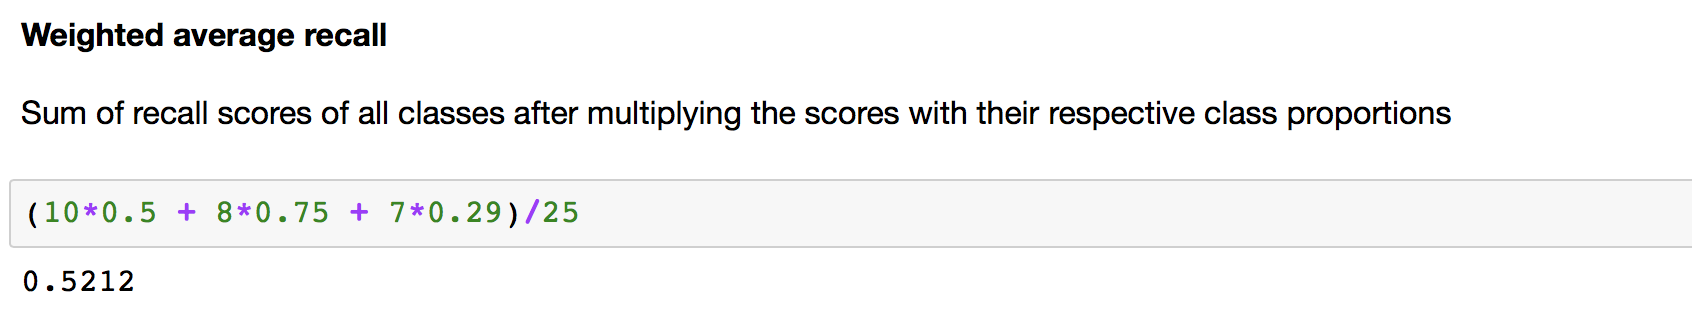 Weighted average recall
Sum of recall scores of all classes after multiplying the scores with their respective class proportions
(10*0.5 + 8*0.75 + 7*0.29)/25
0.5212